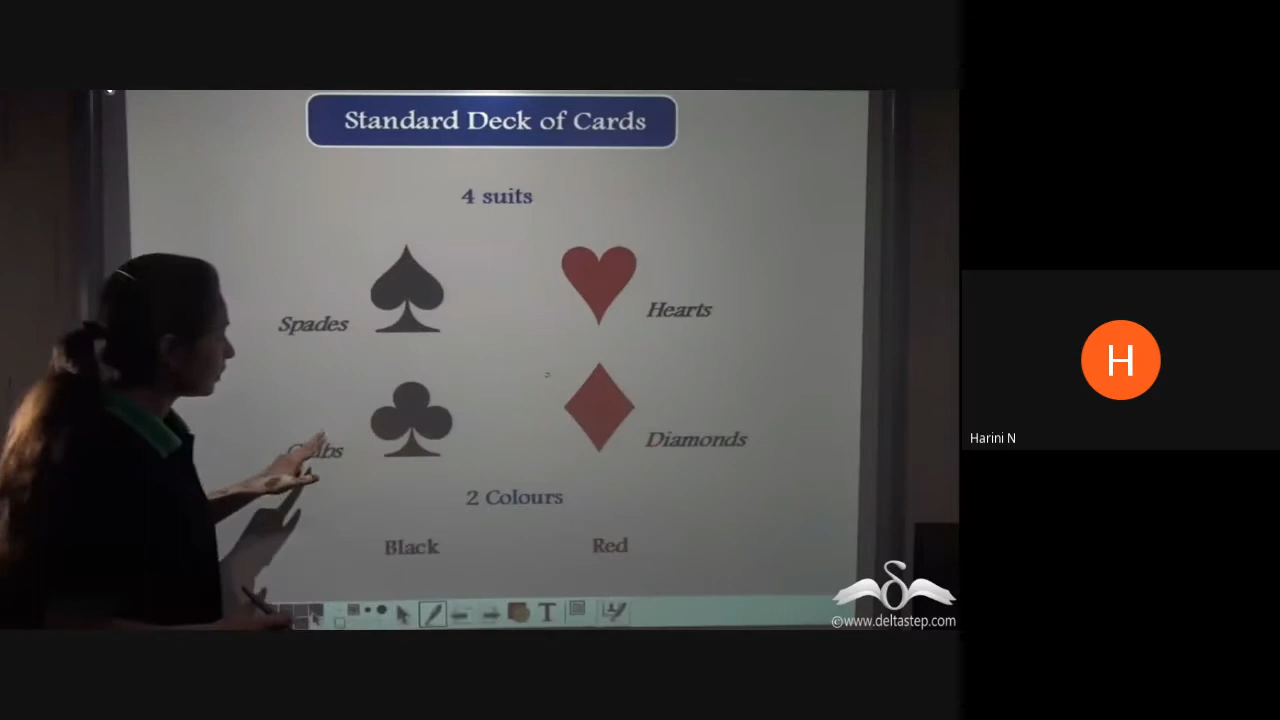 Standard Deck of Cards
4 suits
Spades
Hearts
Diamonds
2 Colours
Black
Red
T
©www.deltastep.com
H
Harini N